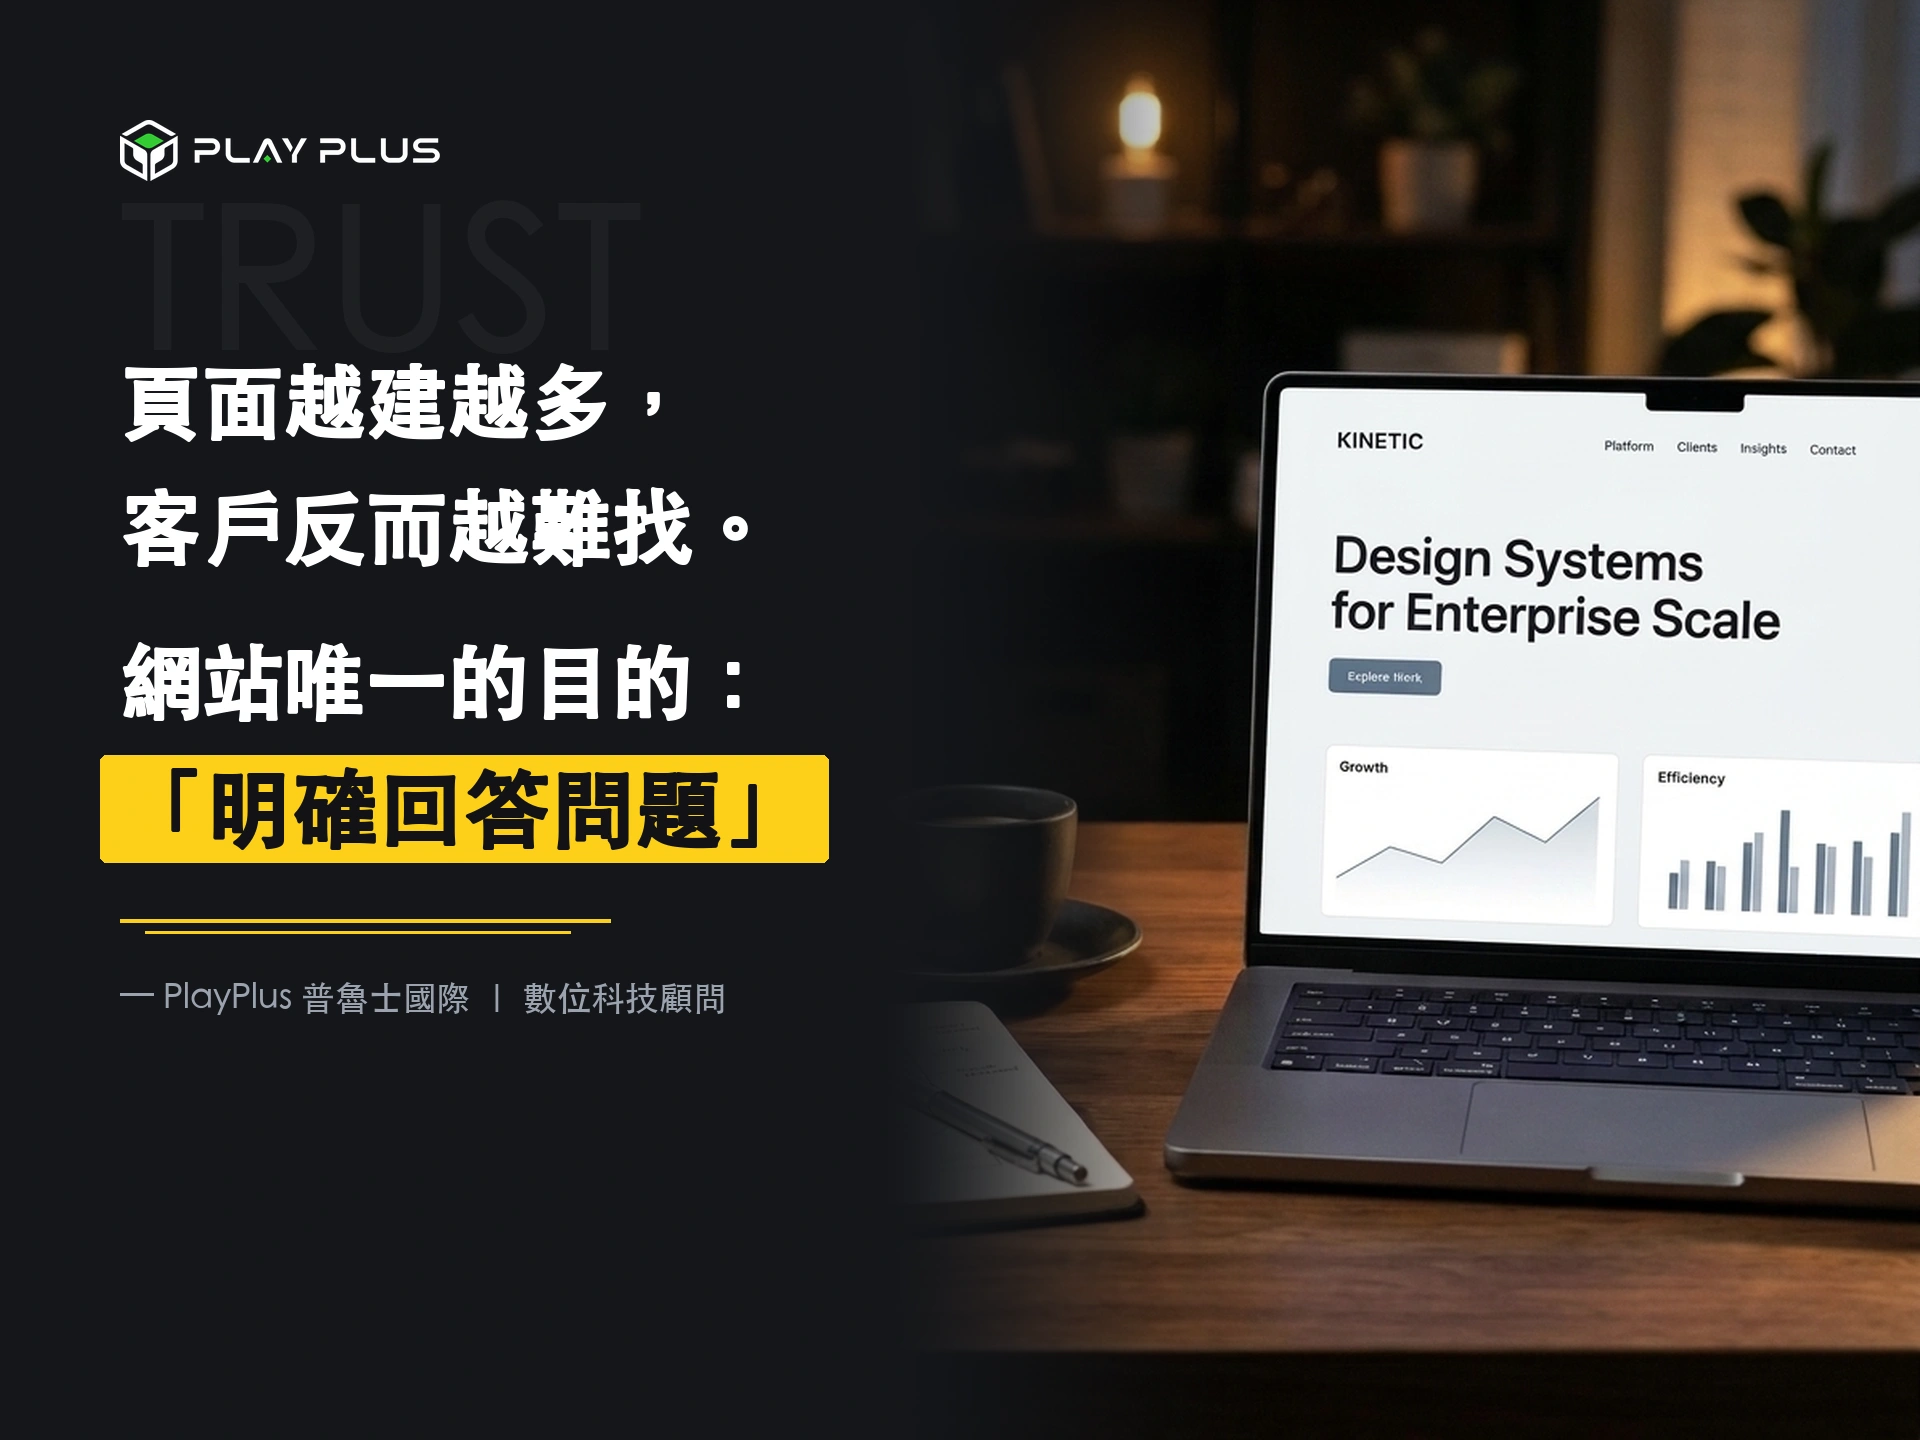 PLAY PLUS
TRUST
頁面越建越多，
客戶反而越難找。
網站唯一的目的：
「明確回答問題」
— PlayPlus 普魯士國際 | 數位科技顧問
KINETIC
Platform Clients Insights Contact
Design Systems
for Enterprise Scale
Growth
Efficiency